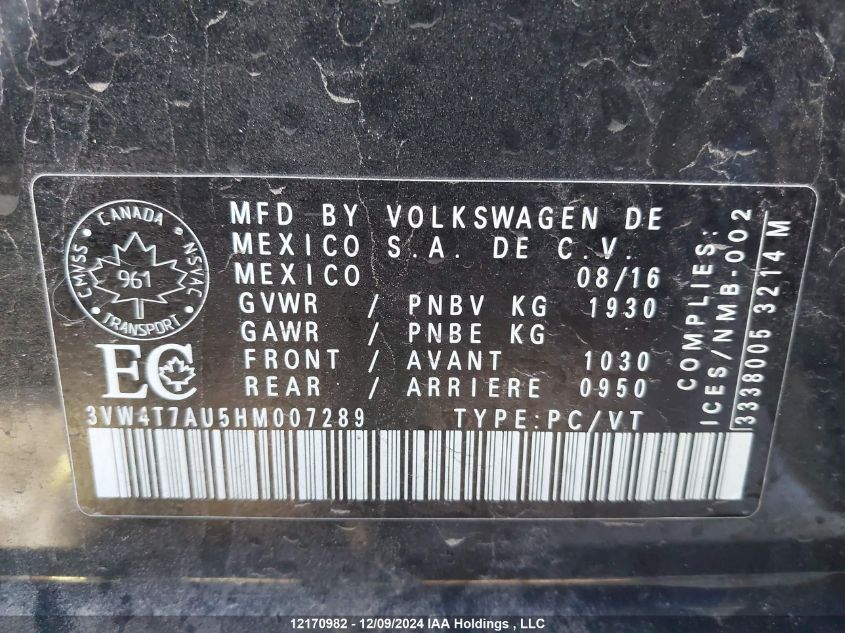 CANADA
CMVSS
NSVAC
961
TRANSPORT
EC
MFD BY VOLKSWAGEN DE
MEXICO S.A. DE C.V.
MEXICO 08/16
GVWR / PNBV KG 1930
GAWR / PNBE KG
FRONT / AVANT 1030
REAR / ARRIERE 0950
3VW4T7AU5HM007289 TYPE:PC/VT
COMPLIES:
ICES/NMB-002
3338005 3214 M
12170982 - 12/09/2024 IAA Holdings , LLC